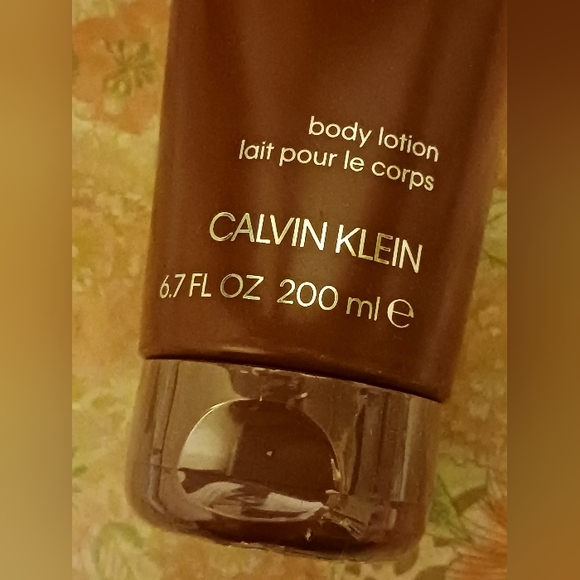 body lotion
lait pour le corps
CALVIN KLEIN
6.7 FL OZ 200 ml ℮